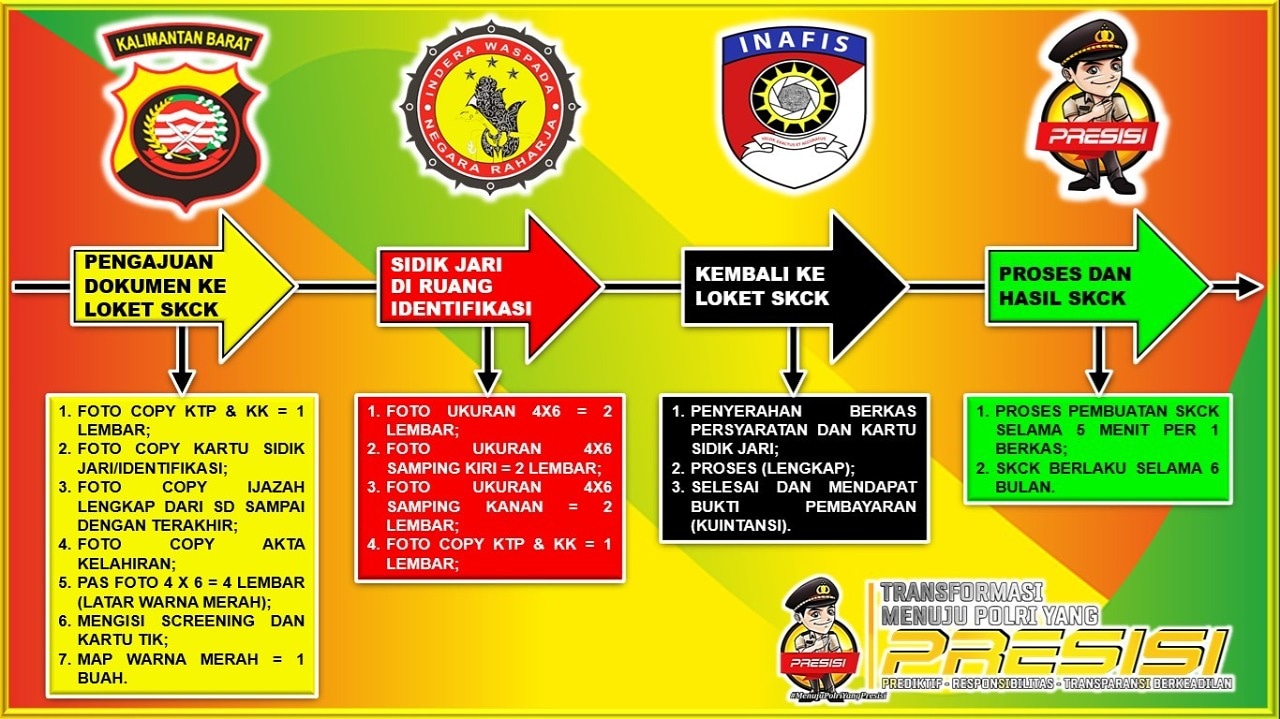 KALIMANTAN BARAT
INDERA WASPADA
NEGARA RAHARJA
INAFIS
PRESISI
PENGAJUAN
DOKUMEN KE
LOKET SKCK
SIDIK JARI
DI RUANG
IDENTIFIKASI
KEMBALI KE
LOKET SKCK
PROSES DAN
HASIL SKCK
1. FOTO COPY KTP & KK = 1
LEMBAR;
2. FOTO COPY KARTU SIDIK
JARI/IDENTIFIKASI;
3. FOTO COPY IJAZAH
LENGKAP DARI SD SAMPAI
DENGAN TERAKHIR;
4. FOTO COPY AKTA
KELAHIRAN;
5. PAS FOTO 4 X 6 = 4 LEMBAR
(LATAR WARNA MERAH);
6. MENGISI SCREENING DAN
KARTU TIK;
7. MAP WARNA MERAH = 1
BUAH.
1. FOTO UKURAN 4X6 = 2
LEMBAR;
2. FOTO UKURAN 4X6
SAMPING KIRI = 2 LEMBAR;
3. FOTO UKURAN 4X6
SAMPING KANAN = 2
LEMBAR;
4. FOTO COPY KTP & KK = 1
LEMBAR;
1. PENYERAHAN BERKAS
PERSYARATAN DAN KARTU
SIDIK JARI;
2. PROSES (LENGKAP);
3. SELESAI DAN MENDAPAT
BUKTI PEMBAYARAN
(KUINTANSI).
1. PROSES PEMBUATAN SKCK
SELAMA 5 MENIT PER 1
BERKAS;
2. SKCK BERLAKU SELAMA 6
BULAN.
PRESISI
#MenujuPolriYangPresisi
TRANSFORMASI
MENUJU POLRI YANG
PRESISI
PREDIKTIF - RESPONSIBILITAS - TRANSPARANSI BERKEADILAN